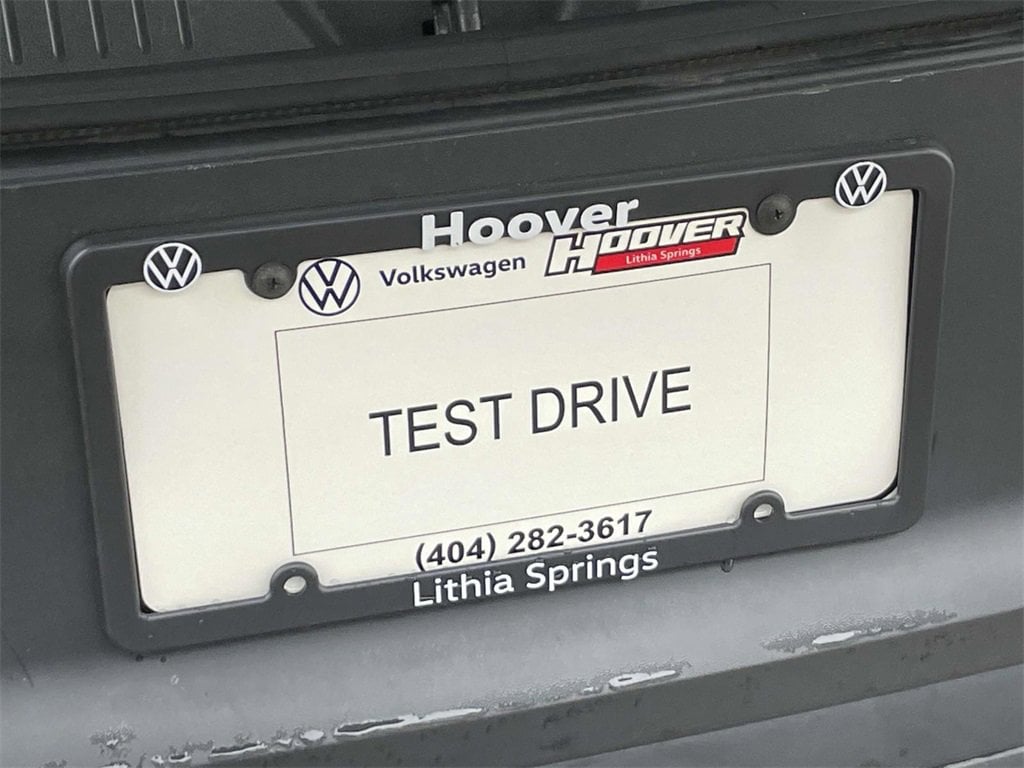 Hoover
Volkswagen HOOVER
Lithia Springs
TEST DRIVE
(404) 282-3617
Lithia Springs